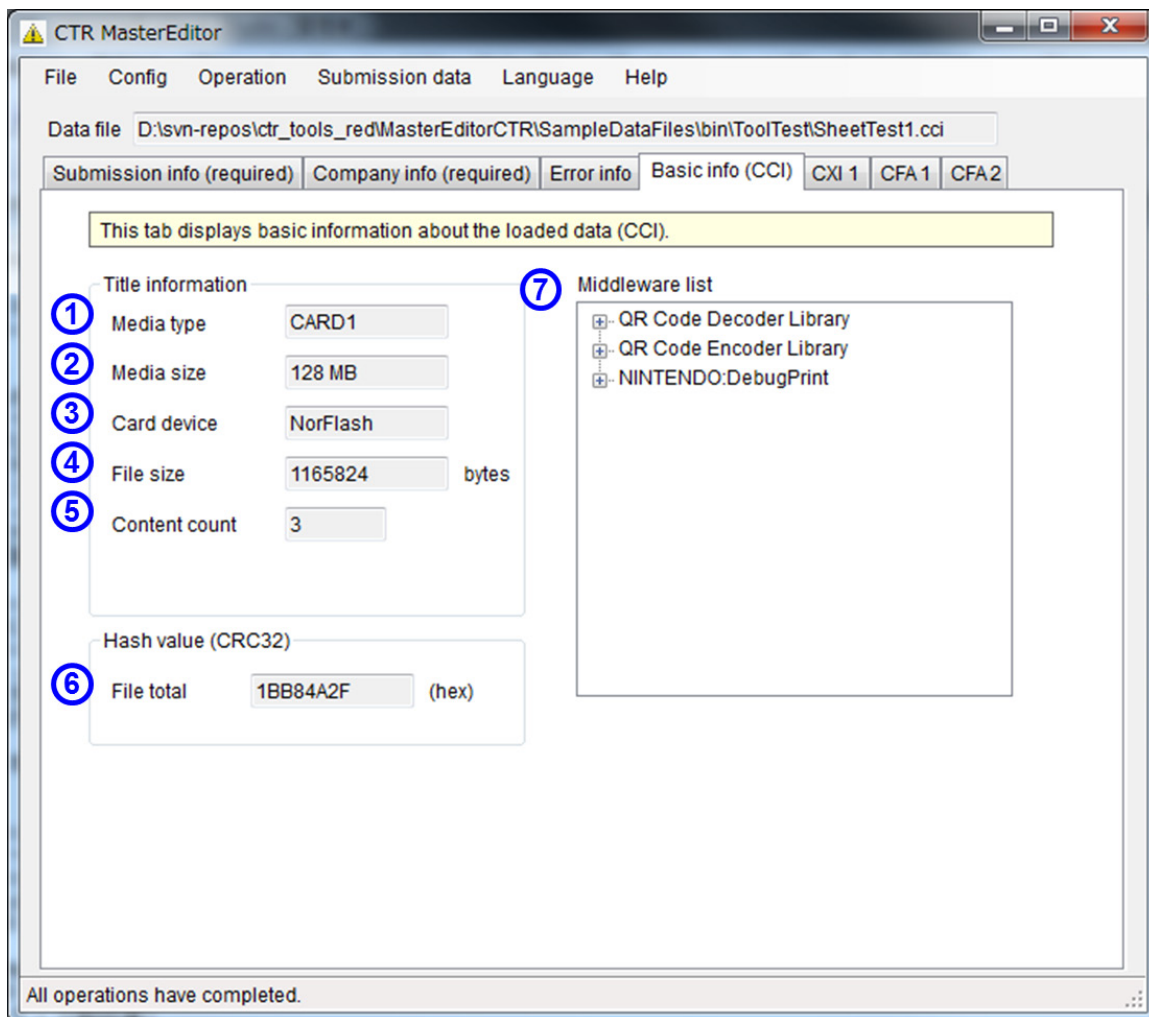 CTR MasterEditor
File Config Operation Submission data Language Help
Data file D:\svn-repos\ctr_tools_red\MasterEditorCTR\SampleDataFiles\bin\ToolTest\SheetTest1.cci
Submission info (required) Company info (required) Error info Basic info (CCI) CXI 1 CFA 1 CFA 2
This tab displays basic information about the loaded data (CCI).
Title information
1 Media type CARD1
2 Media size 128 MB
3 Card device NorFlash
4 File size 1165824 bytes
5 Content count 3
Hash value (CRC32)
6 File total 1BB84A2F (hex)
7 Middleware list
QR Code Decoder Library
QR Code Encoder Library
NINTENDO:DebugPrint
All operations have completed.